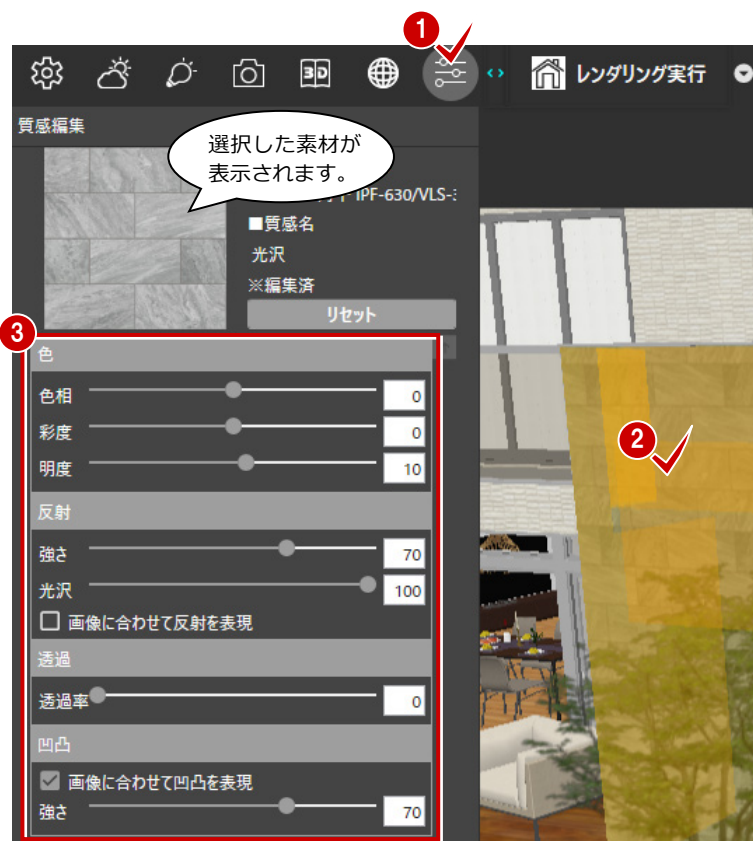 1
3D
レンダリング実行
質感編集
選択した素材が
表示されます。
IPF-630/VLS-
■質感名
光沢
※編集済
リセット
3
色
色相 0
彩度 0
明度 10
2
反射
強さ 70
光沢 100
画像に合わせて反射を表現
透過
透過率 0
凹凸
画像に合わせて凹凸を表現
強さ 70